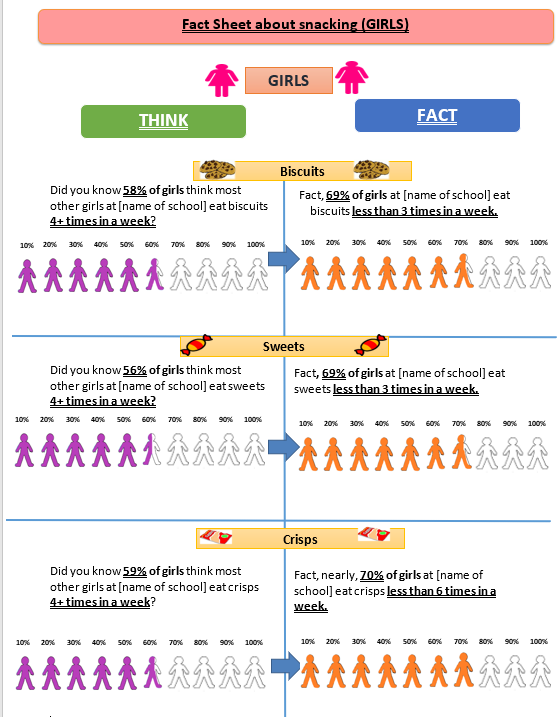 Fact Sheet about snacking (GIRLS)
GIRLS
THINK
FACT
Biscuits
Did you know 58% of girls think most
other girls at [name of school] eat biscuits
4+ times in a week?
Fact, 69% of girls at [name of school] eat
biscuits less than 3 times in a week.
10% 20% 30% 40% 50% 60% 70% 80% 90% 100%
10% 20% 30% 40% 50% 60% 70% 80% 90% 100%
Sweets
Did you know 56% of girls think most
other girls at [name of school] eat sweets
4+ times in a week?
Fact, 69% of girls at [name of school] eat
sweets less than 3 times in a week.
10% 20% 30% 40% 50% 60% 70% 80% 90% 100%
10% 20% 30% 40% 50% 60% 70% 80% 90% 100%
Crisps
Did you know 59% of girls think most
other girls at [name of school] eat crisps
4+ times in a week?
Fact, nearly, 70% of girls at [name of
school] eat crisps less than 6 times in a
week.
10% 20% 30% 40% 50% 60% 70% 80% 90% 100%
10% 20% 30% 40% 50% 60% 70% 80% 90% 100%